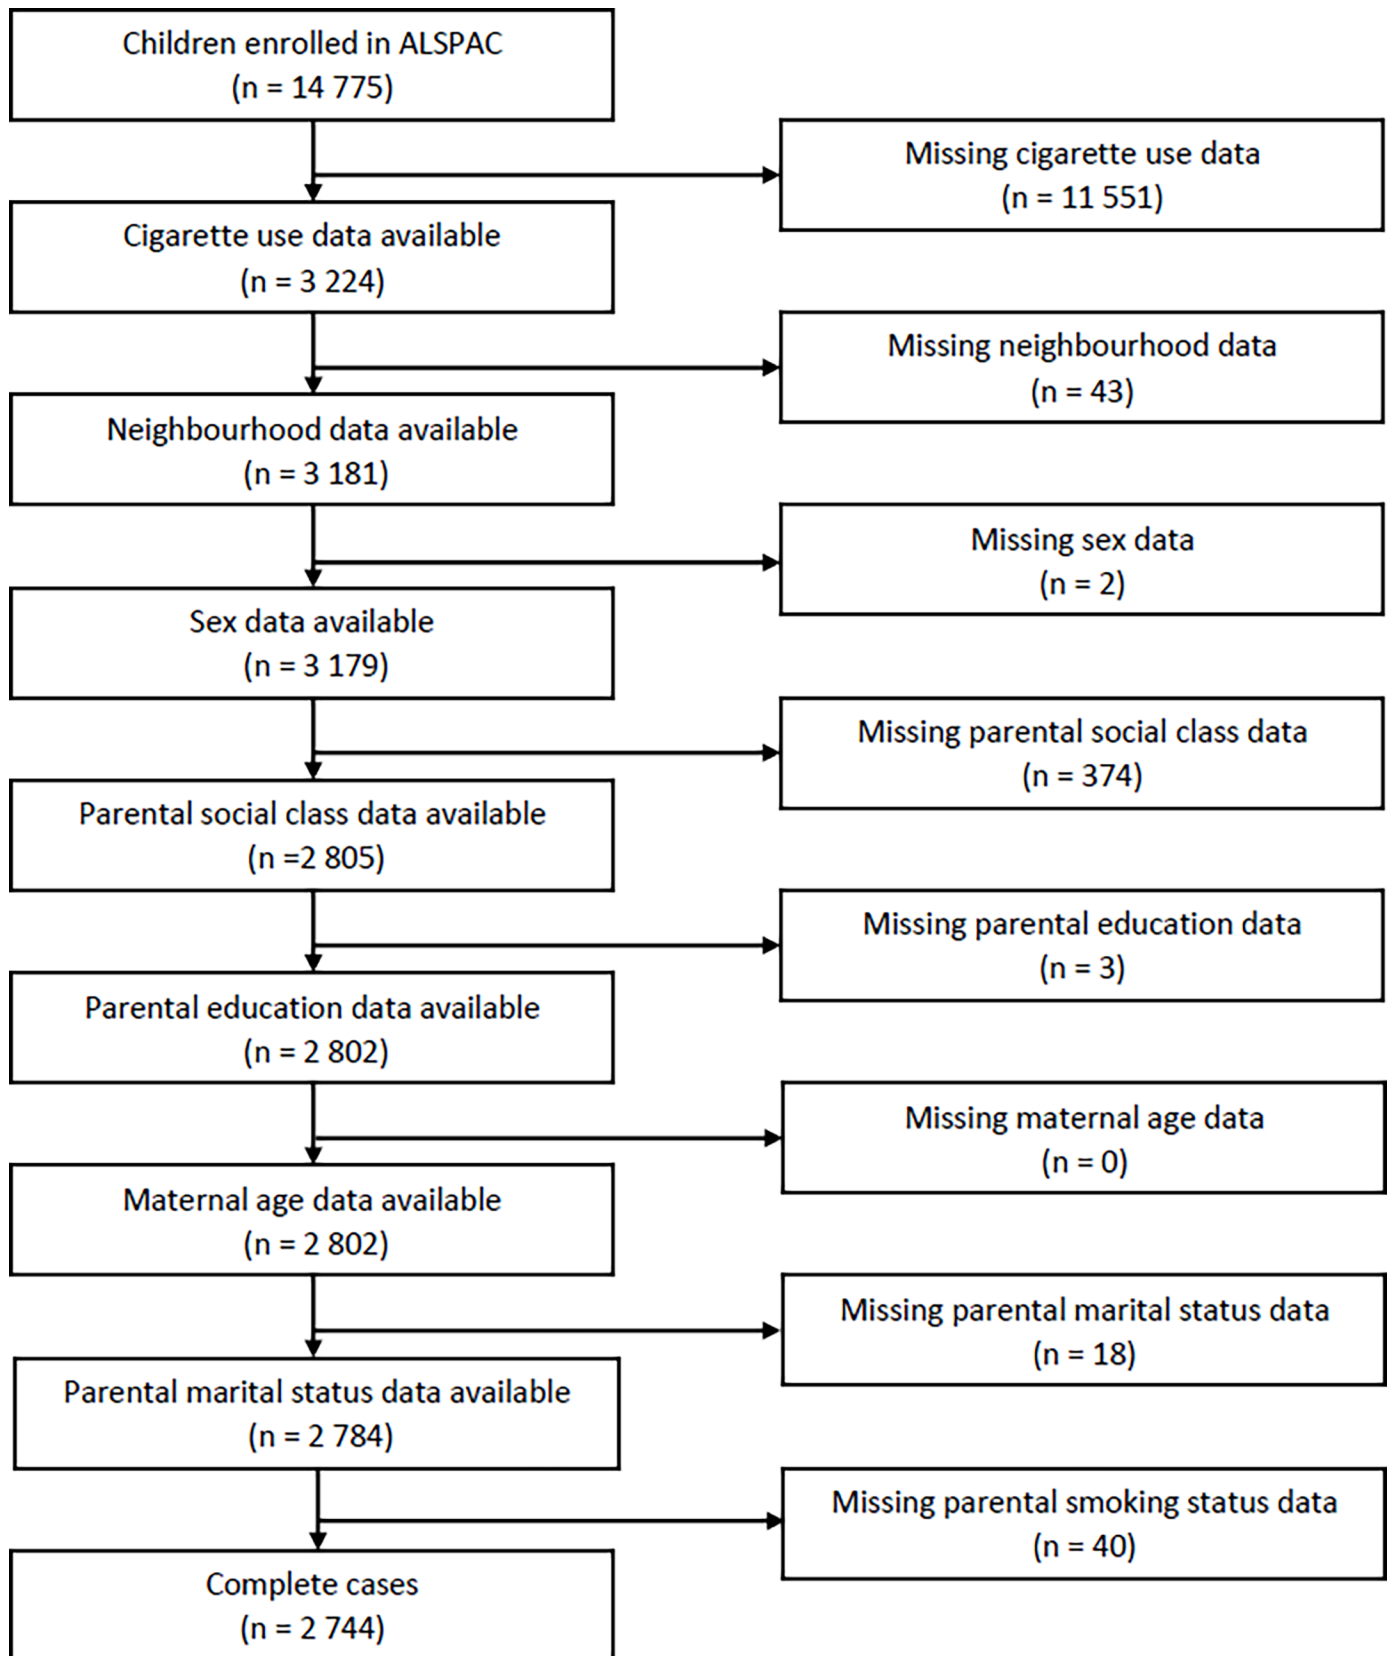 Children enrolled in ALSPAC
(n = 14 775)
Missing cigarette use data
(n = 11 551)
Cigarette use data available
(n = 3 224)
Missing neighbourhood data
(n = 43)
Neighbourhood data available
(n = 3 181)
Missing sex data
(n = 2)
Sex data available
(n = 3 179)
Missing parental social class data
(n = 374)
Parental social class data available
(n =2 805)
Missing parental education data
(n = 3)
Parental education data available
(n = 2 802)
Missing maternal age data
(n = 0)
Maternal age data available
(n = 2 802)
Missing parental marital status data
(n = 18)
Parental marital status data available
(n = 2 784)
Missing parental smoking status data
(n = 40)
Complete cases
(n = 2 744)